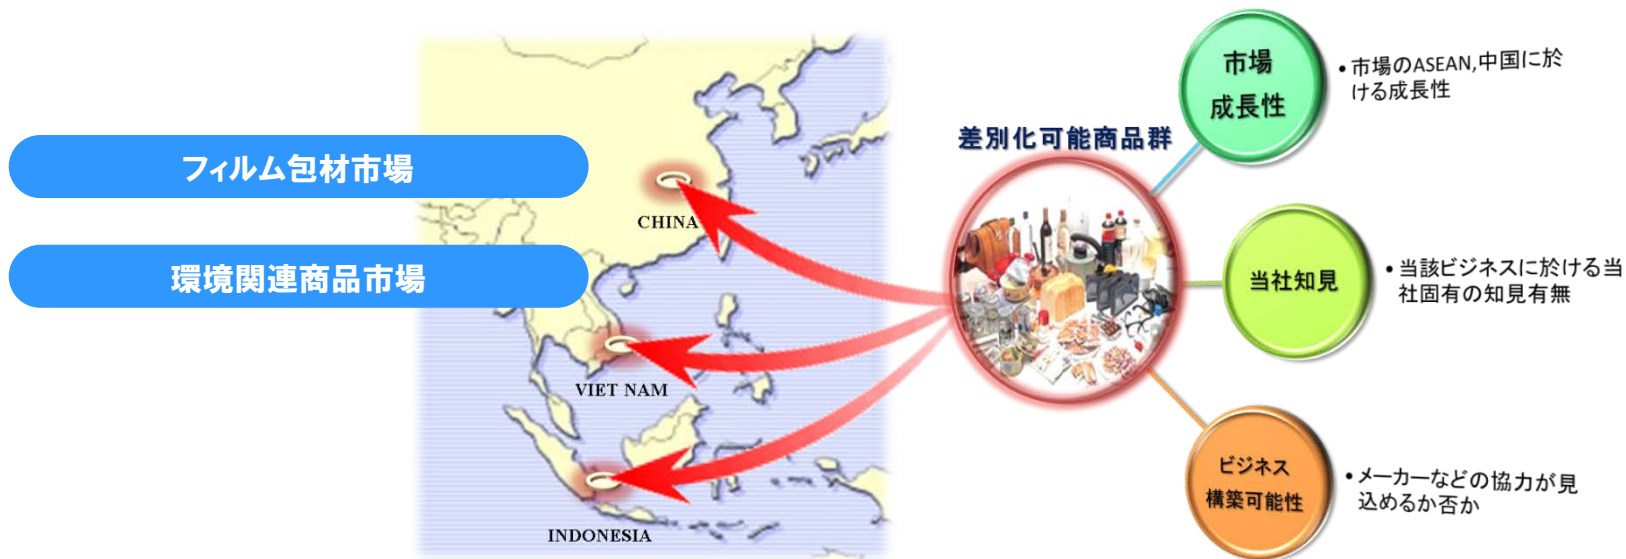 フィルム包材市場
環境関連商品市場
CHINA
VIET NAM
INDONESIA
差別化可能商品群
市場
成長性
• 市場のASEAN,中国に於
ける成長性
当社知見
• 当該ビジネスに於ける当
社固有の知見有無
ビジネス
構築可能性
• メーカーなどの協力が見
込めるか否か